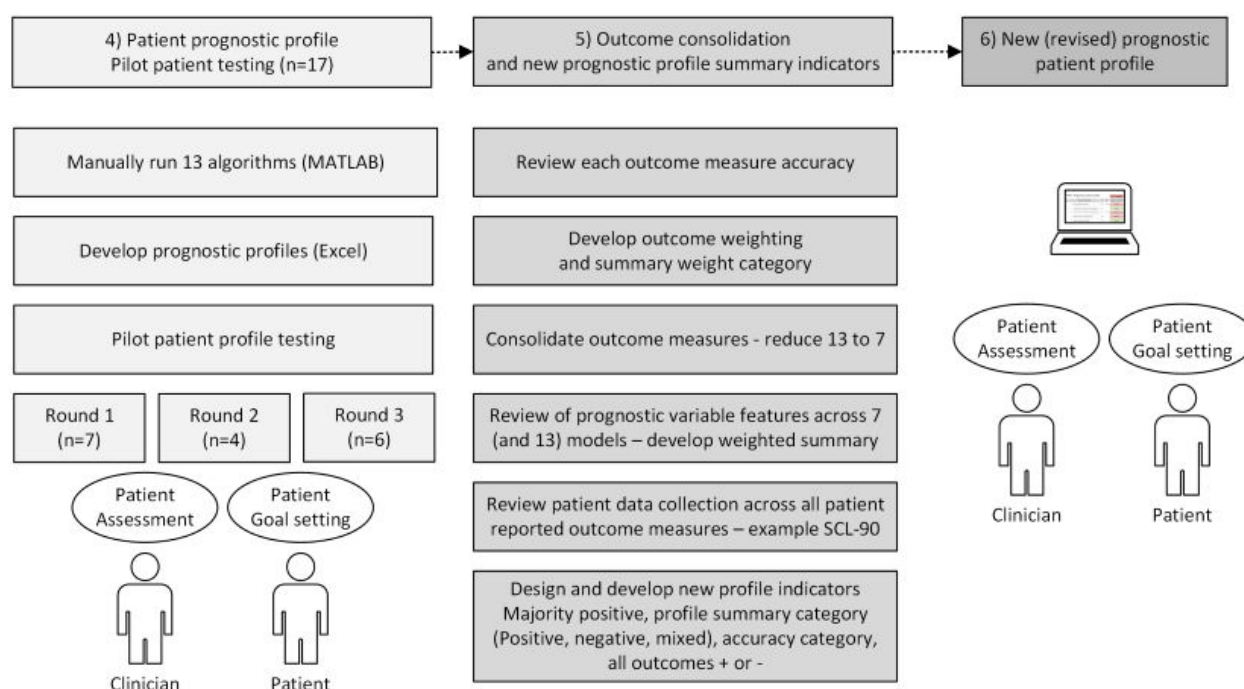 4) Patient prognostic profile
Pilot patient testing (n=17)
Manually run 13 algorithms (MATLAB)
Develop prognostic profiles (Excel)
Pilot patient profile testing
Round 1
(n=7)
Round 2
(n=4)
Round 3
(n=6)
Patient
Assessment
Patient
Goal setting
Clinician
Patient
5) Outcome consolidation
and new prognostic profile summary indicators
Review each outcome measure accuracy
Develop outcome weighting
and summary weight category
Consolidate outcome measures - reduce 13 to 7
Review of prognostic variable features across 7
(and 13) models – develop weighted summary
Review patient data collection across all patient
reported outcome measures – example SCL-90
Design and develop new profile indicators
Majority positive, profile summary category
(Positive, negative, mixed), accuracy category,
all outcomes + or -
6) New (revised) prognostic
patient profile
Patient
Assessment
Patient
Goal setting
Clinician
Patient